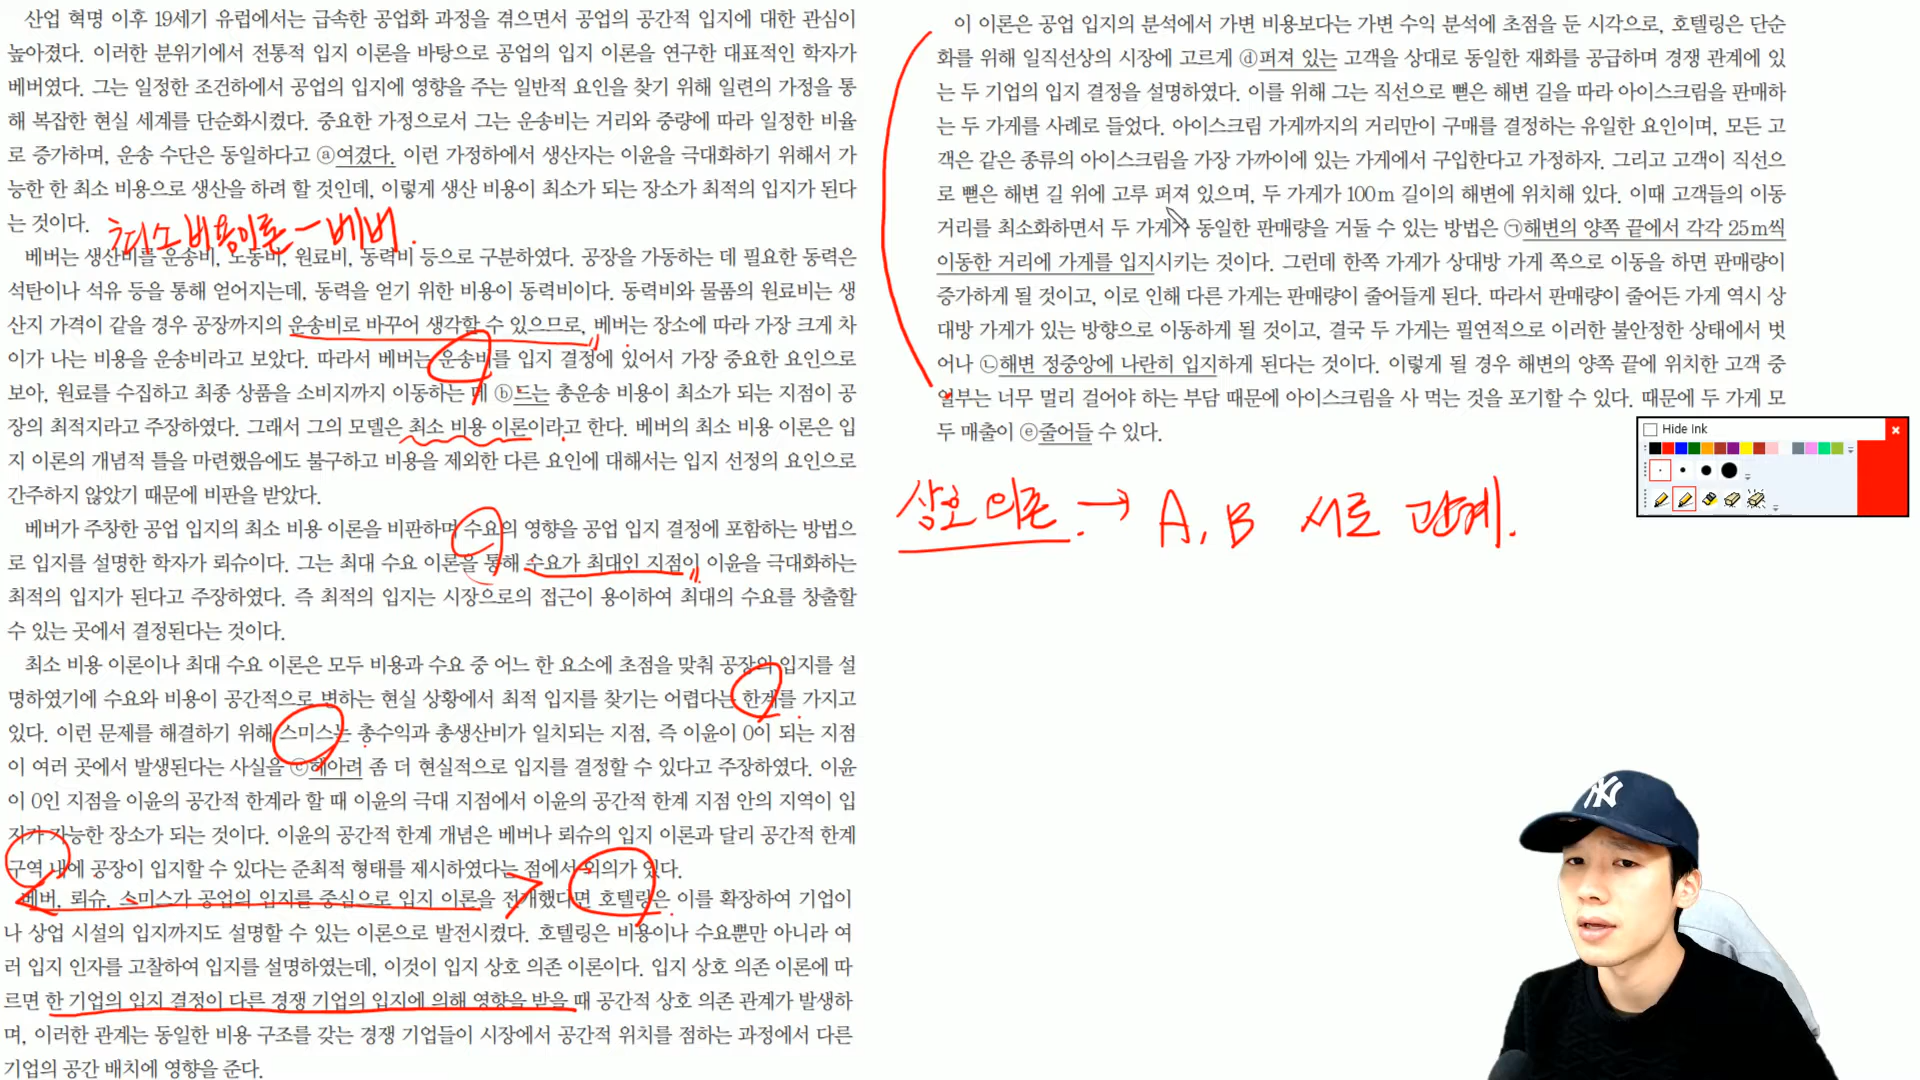 산업 혁명 이후 19세기 유럽에서는 급속한 공업화 과정을 겪으면서 공업의 공간적 입지에 대한 관심이
높아졌다. 이러한 분위기에서 전통적 입지 이론을 바탕으로 공업의 입지 이론을 연구한 대표적인 학자가
베버였다. 그는 일정한 조건하에서 공업의 입지에 영향을 주는 일반적 요인을 찾기 위해 일련의 가정을 통
해 복잡한 현실 세계를 단순화시켰다. 중요한 가정으로서 그는 운송비는 거리와 중량에 따라 일정한 비율
로 증가하며, 운송 수단은 동일하다고 ⓐ여겼다. 이런 가정하에서 생산자는 이윤을 극대화하기 위해서 가
능한 한 최소 비용으로 생산을 하려 할 것인데, 이렇게 생산 비용이 최소가 되는 장소가 최적의 입지가 된다
는 것이다.
최소 비용이론 - 베버.
베버는 생산비를 운송비, 노동비, 원료비, 동력비 등으로 구분하였다. 공장을 가동하는 데 필요한 동력은
석탄이나 석유 등을 통해 얻어지는데, 동력을 얻기 위한 비용이 동력비이다. 동력비와 물품의 원료비는 생
산지 가격이 같을 경우 공장까지의 운송비로 바꾸어 생각할 수 있으므로, 베버는 장소에 따라 가장 크게 차
이가 나는 비용을 운송비라고 보았다. 따라서 베버는 운송비를 입지 결정에 있어서 가장 중요한 요인으로
보아, 원료를 수집하고 최종 상품을 소비지까지 이동하는 데 ⓑ드는 총운송 비용이 최소가 되는 지점이 공
장의 최적지라고 주장하였다. 그래서 그의 모델은 최소 비용 이론이라고 한다. 베버의 최소 비용 이론은 입
지 이론의 개념적 틀을 마련했음에도 불구하고 비용을 제외한 다른 요인에 대해서는 입지 선정의 요인으로
간주하지 않았기 때문에 비판을 받았다.
베버가 주창한 공업 입지의 최소 비용 이론을 비판하며 수요의 영향을 공업 입지 결정에 포함하는 방법으
로 입지를 설명한 학자가 뢰슈이다. 그는 최대 수요 이론을 통해 수요가 최대인 지점이 이윤을 극대화하는
최적의 입지가 된다고 주장하였다. 즉 최적의 입지는 시장으로의 접근이 용이하여 최대의 수요를 창출할
수 있는 곳에서 결정된다는 것이다.
최소 비용 이론이나 최대 수요 이론은 모두 비용과 수요 중 어느 한 요소에 초점을 맞춰 공장의 입지를 설
명하였기에 수요와 비용이 공간적으로 변하는 현실 상황에서 최적 입지를 찾기는 어렵다는 한계를 가지고
있다. 이런 문제를 해결하기 위해 스미스는 총수익과 총생산비가 일치되는 지점, 즉 이윤이 0이 되는 지점
이 여러 곳에서 발생된다는 사실을 ⓒ헤아려 좀 더 현실적으로 입지를 결정할 수 있다고 주장하였다. 이윤
이 0인 지점을 이윤의 공간적 한계라 할 때 이윤의 극대 지점에서 이윤의 공간적 한계 지점 안의 지역이 입
지가 가능한 장소가 되는 것이다. 이윤의 공간적 한계 개념은 베버나 뢰슈의 입지 이론과 달리 공간적 한계
구역 내에 공장이 입지할 수 있다는 준최적 형태를 제시하였다는 점에서 의의가 있다.
베버, 뢰슈, 스미스가 공업의 입지를 중심으로 입지 이론을 전개했다면 호텔링은 이를 확장하여 기업이
나 상업 시설의 입지까지도 설명할 수 있는 이론으로 발전시켰다. 호텔링은 비용이나 수요뿐만 아니라 여
러 입지 인자를 고찰하여 입지를 설명하였는데, 이것이 입지 상호 의존 이론이다. 입지 상호 의존 이론에 따
르면 한 기업의 입지 결정이 다른 경쟁 기업의 입지에 의해 영향을 받을 때 공간적 상호 의존 관계가 발생하
며, 이러한 관계는 동일한 비용 구조를 갖는 경쟁 기업들이 시장에서 공간적 위치를 점하는 과정에서 다른
기업의 공간 배치에 영향을 준다.
이 이론은 공업 입지의 분석에서 가변 비용보다는 가변 수익 분석에 초점을 둔 시각으로, 호텔링은 단순
화를 위해 일직선상의 시장에 고르게 ⓓ퍼져 있는 고객을 상대로 동일한 재화를 공급하며 경쟁 관계에 있
는 두 기업의 입지 결정을 설명하였다. 이를 위해 그는 직선으로 뻗은 해변 길을 따라 아이스크림을 판매하
는 두 가게를 사례로 들었다. 아이스크림 가게까지의 거리만이 구매를 결정하는 유일한 요인이며, 모든 고
객은 같은 종류의 아이스크림을 가장 가까이에 있는 가게에서 구입한다고 가정하자. 그리고 고객이 직선으
로 뻗은 해변 길 위에 고루 퍼져 있으며, 두 가게가 100m 길이의 해변에 위치해 있다. 이때 고객들의 이동
거리를 최소화하면서 두 가게가 동일한 판매량을 거둘 수 있는 방법은 ㉠해변의 양쪽 끝에서 각각 25m씩
이동한 거리에 가게를 입지시키는 것이다. 그런데 한쪽 가게가 상대방 가게 쪽으로 이동을 하면 판매량이
증가하게 될 것이고, 이로 인해 다른 가게는 판매량이 줄어들게 된다. 따라서 판매량이 줄어든 가게 역시 상
대방 가게가 있는 방향으로 이동하게 될 것이고, 결국 두 가게는 필연적으로 이러한 불안정한 상태에서 벗
어나 ㉡해변 정중앙에 나란히 입지하게 된다는 것이다. 이렇게 될 경우 해변의 양쪽 끝에 위치한 고객 중
일부는 너무 멀리 걸어야 하는 부담 때문에 아이스크림을 사 먹는 것을 포기할 수 있다. 때문에 두 가게 모
두 매출이 ⓔ줄어들 수 있다.
상호 의존. → A, B 서로 관계.
Hide Ink
NY